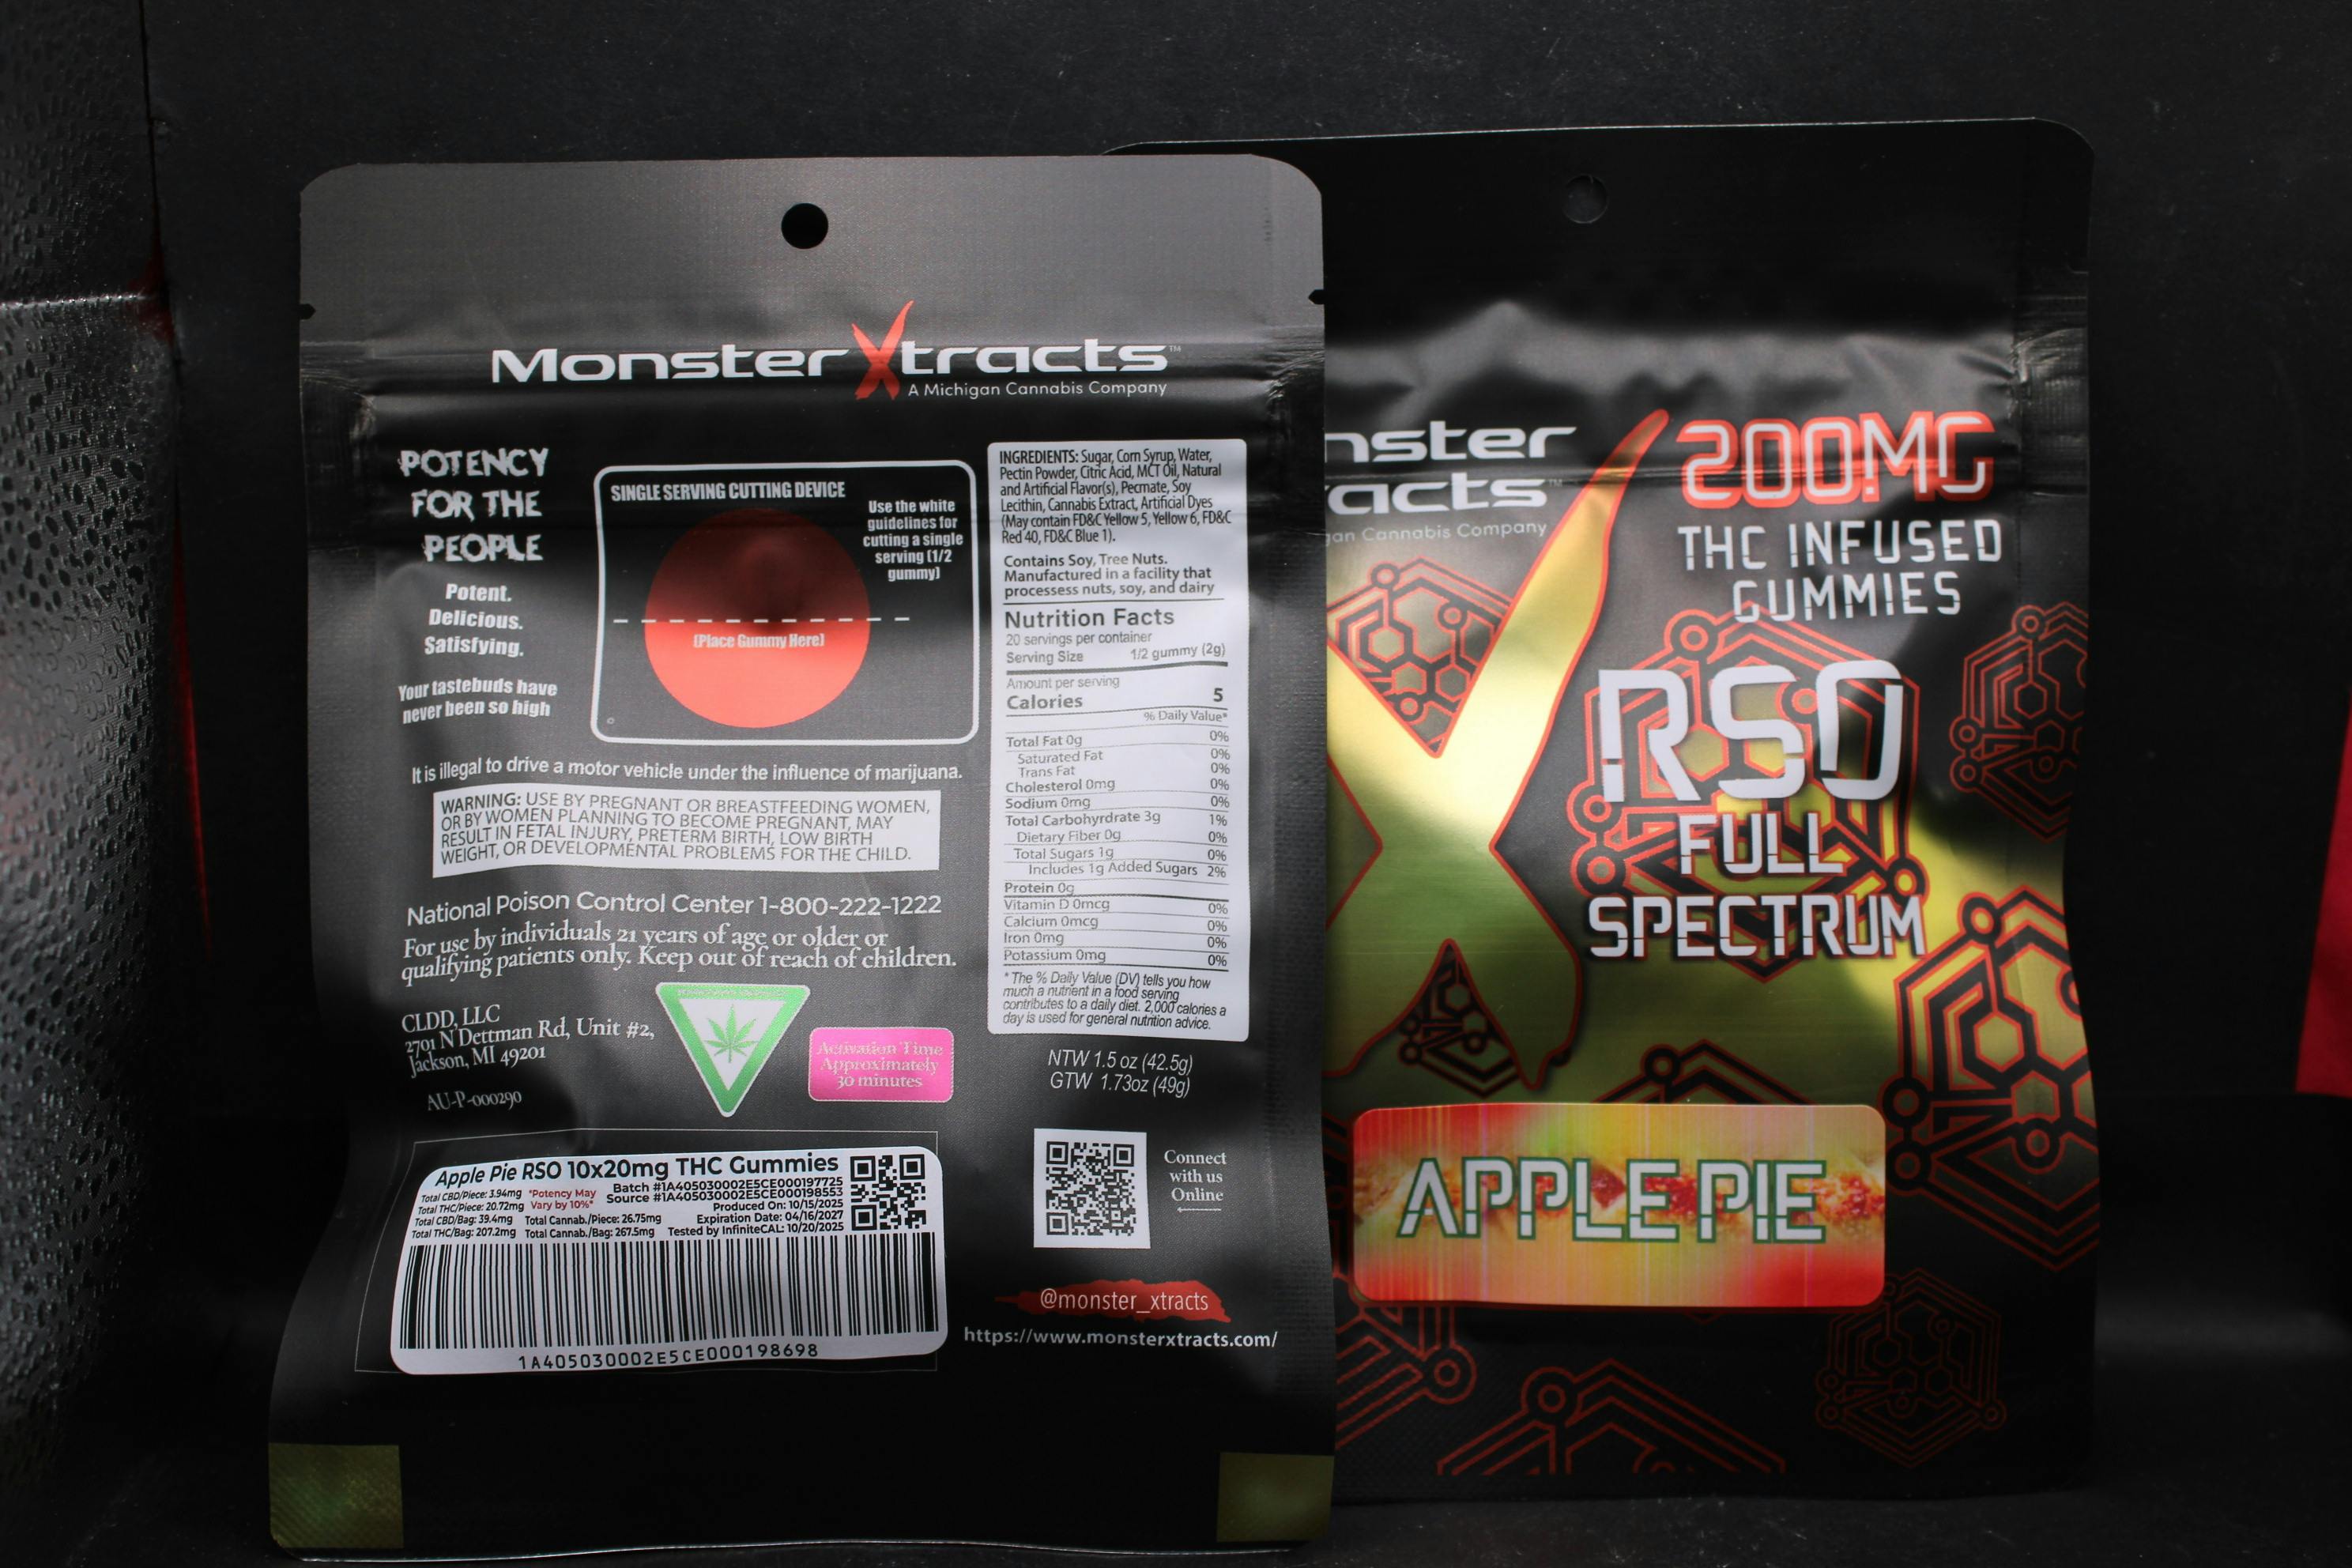 MonsterXtracts™
A Michigan Cannabis Company
POTENCY
FOR THE
PEOPLE
Potent.
Delicious.
Satisfying.
Your tastebuds have
never been so high
SINGLE SERVING CUTTING DEVICE
Use the white
guidelines for
cutting a single
serving (1/2
gummy)
(Place Gummy Here)
INGREDIENTS: Sugar, Corn Syrup, Water,
Pectin Powder, Citric Acid, MCT Oil, Natural
and Artificial Flavor(s), Pecmate, Soy
Lecithin, Cannabis Extract, Artificial Dyes
(May contain FD&C Yellow 5, Yellow 6, FD&C
Red 40, FD&C Blue 1).
Contains Soy, Tree Nuts.
Manufactured in a facility that
processess nuts, soy, and dairy
Nutrition Facts
20 servings per container
Serving Size 1/2 gummy (2g)
Amount per serving
Calories 5
% Daily Value*
Total Fat 0g 0%
Saturated Fat 0%
Trans Fat 0%
Cholesterol 0mg 0%
Sodium 0mg 0%
Total Carbohyrdrate 3g 1%
Dietary Fiber 0g 0%
Total Sugars 1g 0%
Includes 1g Added Sugars 2%
Protein 0g
Vitamin D 0mcg 0%
Calcium 0mcg 0%
Iron 0mg 0%
Potassium 0mg 0%
* The % Daily Value (DV) tells you how
much a nutrient in a food serving
contributes to a daily diet. 2,000 calories a
day is used for general nutrition advice.
It is illegal to drive a motor vehicle under the influence of marijuana.
WARNING: USE BY PREGNANT OR BREASTFEEDING WOMEN,
OR BY WOMEN PLANNING TO BECOME PREGNANT, MAY
RESULT IN FETAL INJURY, PRETERM BIRTH, LOW BIRTH
WEIGHT, OR DEVELOPMENTAL PROBLEMS FOR THE CHILD.
National Poison Control Center 1-800-222-1222
For use by individuals 21 years of age or older or
qualifying patients only. Keep out of reach of children.
CLDD, LLC
2701 N Dettman Rd, Unit #2,
Jackson, MI 49201
AU-P-000290
Activation Time
Approximately
30 minutes
NTW 1.5 oz (42.5g)
GTW 1.73oz (49g)
Apple Pie RSO 10x20mg THC Gummies
Total CBD/Piece: 3.94mg
Total THC/Piece: 20.72mg
*Potency May
Vary by 10%*
Total CBD/Bag: 39.4mg Total Cannab./Piece: 26.75mg
Total THC/Bag: 207.2mg Total Cannab./Bag: 267.5mg
Batch #1A405030002E5CE000197725
Source #1A405030002E5CE000198553
Produced On: 10/15/2025
Expiration Date: 04/16/2027
Tested by InfiniteCAL: 10/20/2025
1A405030002E5CE000198698
Connect
with us
Online
@monster_xtracts
https://www.monsterxtracts.com/
nster
racts™
gan Cannabis Company
200MG
THC INFUSED
GUMMIES
RSO
FULL
SPECTRUM
APPLE PIE